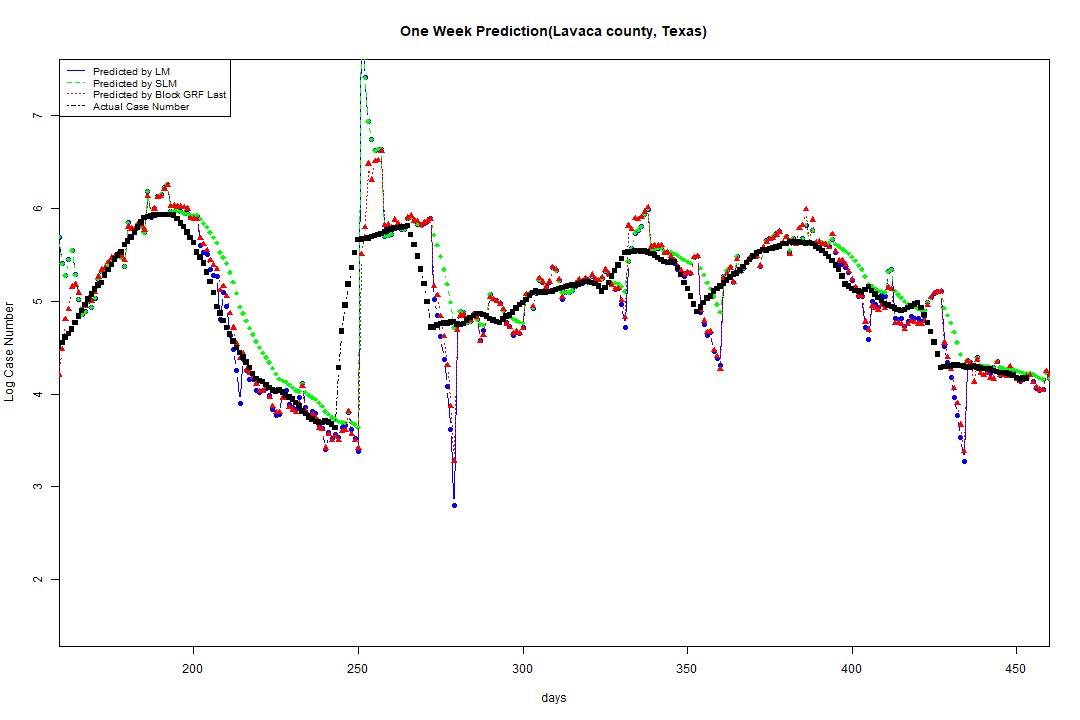 One Week Prediction(Lavaca county, Texas)
Predicted by LM
Predicted by SLM
Predicted by Block GRF Last
Actual Case Number
7
6
5
4
3
2
Log Case Number
200 250 300 350 400 450
days